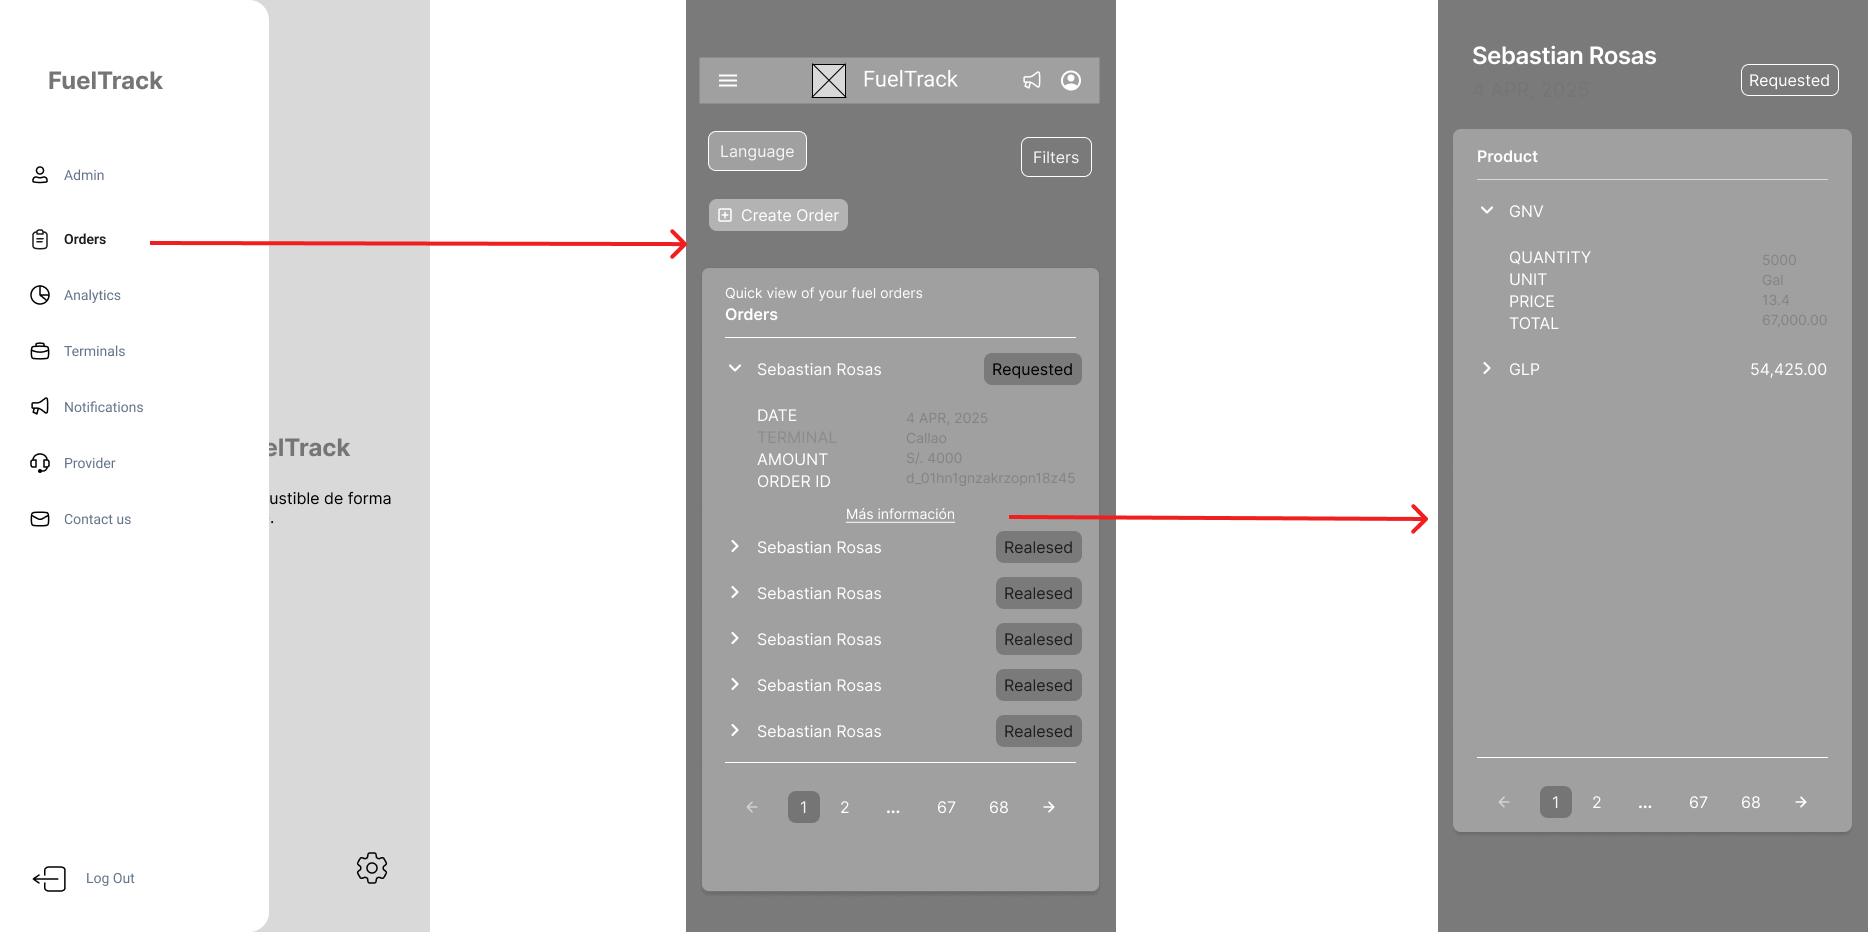 FuelTrack
Admin
Orders
Analytics
Terminals
Notifications
Provider
Contact us
Log Out
elTrack
ustible de forma
.
FuelTrack
Language
Filters
Create Order
Quick view of your fuel orders
Orders
Sebastian Rosas Requested
DATE 4 APR, 2025
TERMINAL Callao
AMOUNT S/. 4000
ORDER ID d_01hn1gnzakrzopn18z45
Más información
Sebastian Rosas Realesed
Sebastian Rosas Realesed
Sebastian Rosas Realesed
Sebastian Rosas Realesed
Sebastian Rosas Realesed
1 2 ... 67 68
Sebastian Rosas
4 APR, 2025
Requested
Product
GNV
QUANTITY 5000
UNIT Gal
PRICE 13.4
TOTAL 67,000.00
GLP 54,425.00
1 2 ... 67 68